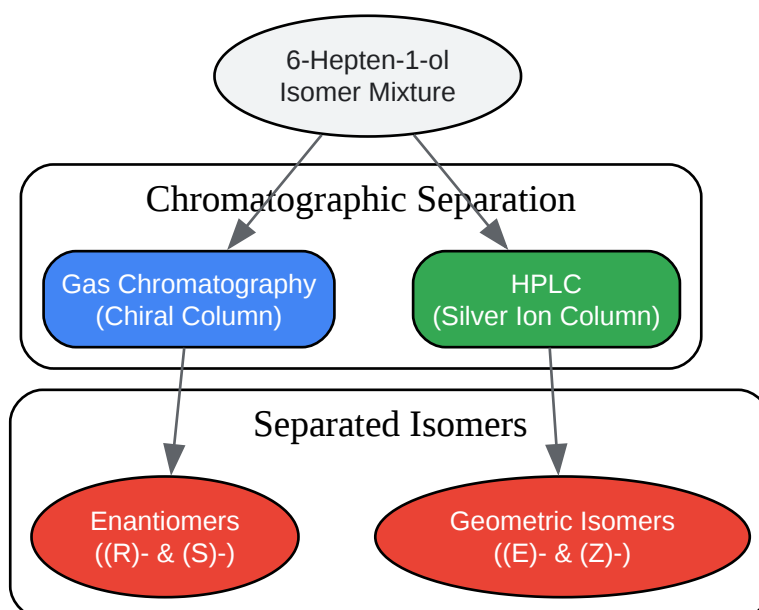 6-Hepten-1-ol
Isomer Mixture
Chromatographic Separation
Gas Chromatography
(Chiral Column)
HPLC
(Silver Ion Column)
Separated Isomers
Enantiomers
((R)- & (S)-)
Geometric Isomers
((E)- & (Z)-)